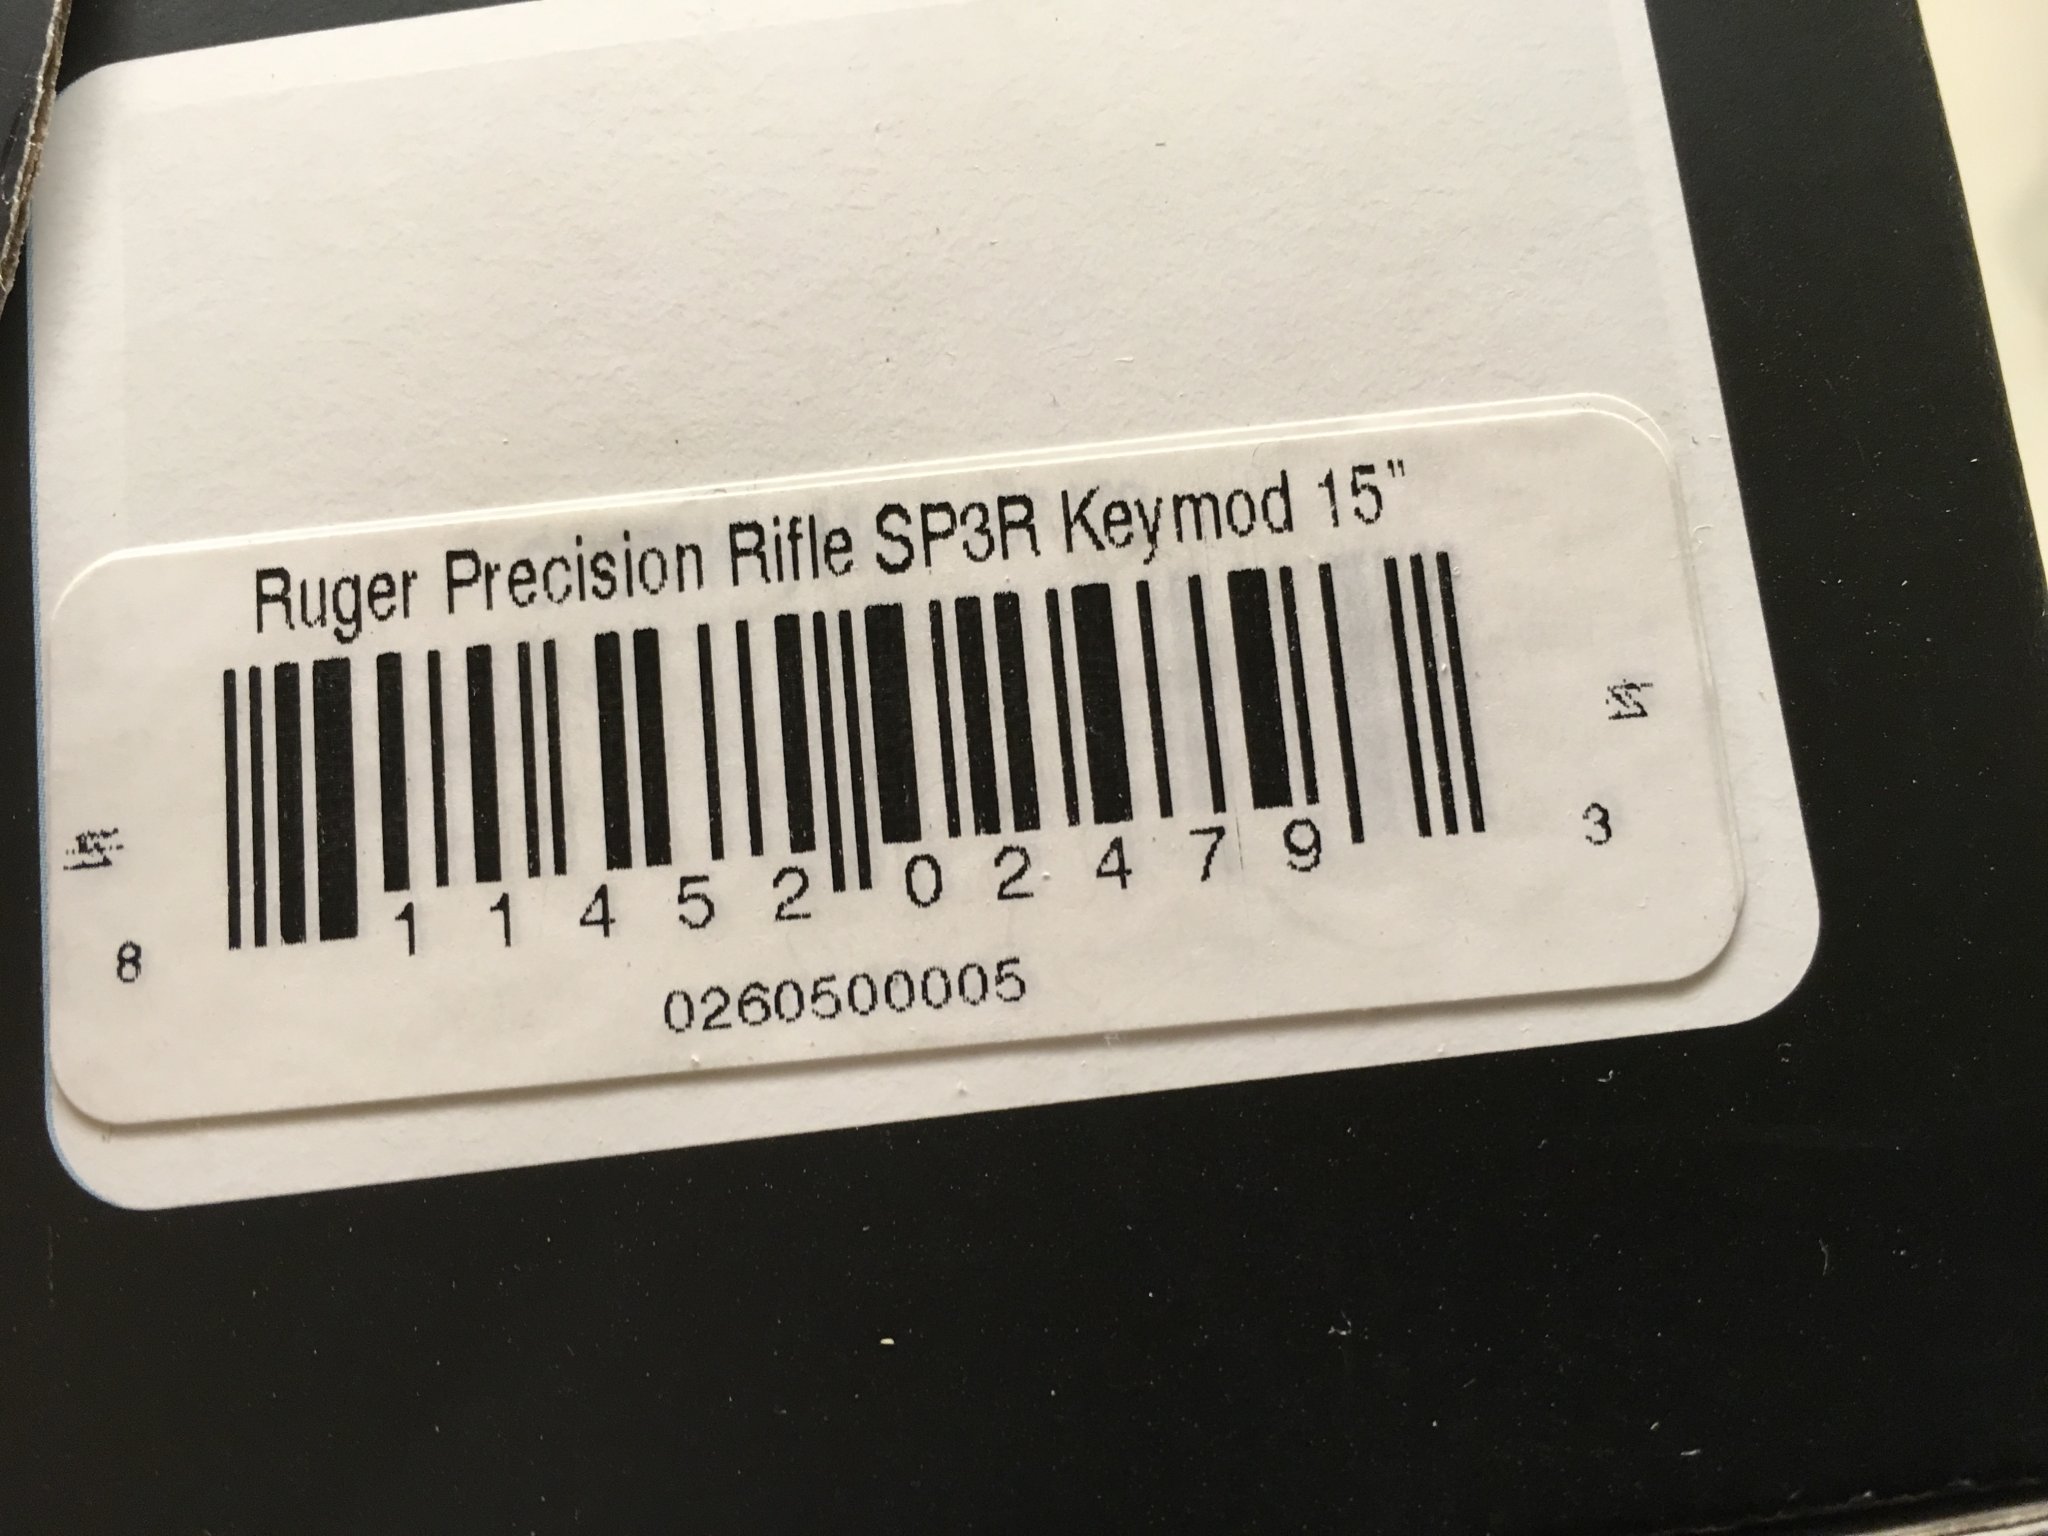 Ruger Precision Rifle SP3R Keymod 15"
8 11452 02479 3
0260500005